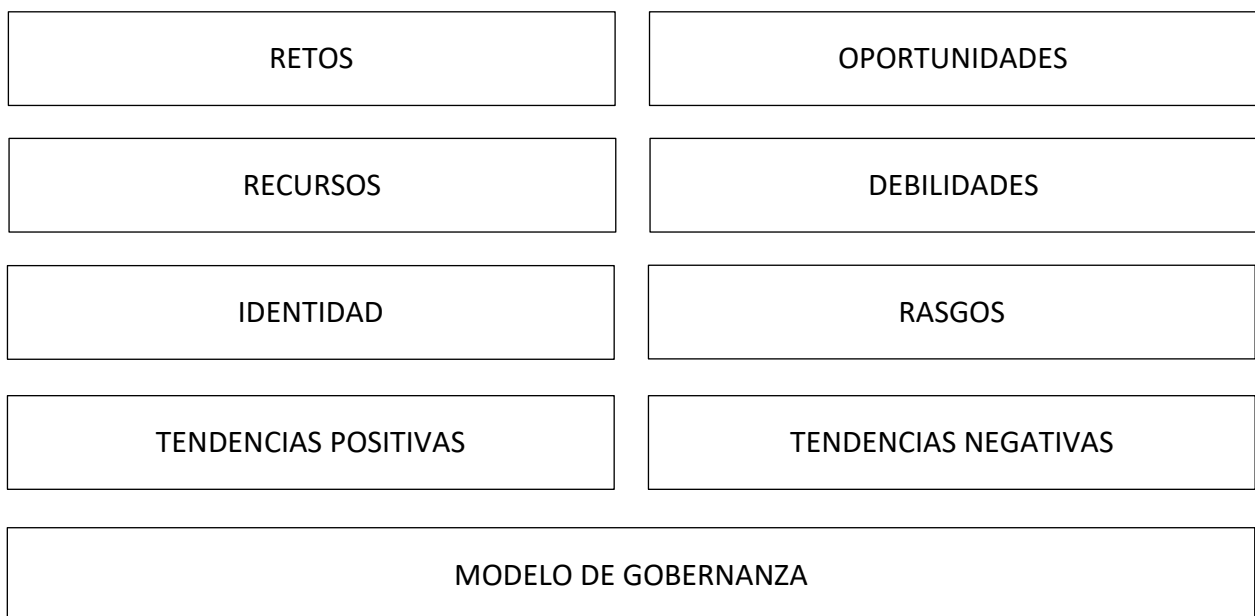 RETOS
OPORTUNIDADES
RECURSOS
DEBILIDADES
IDENTIDAD
RASGOS
TENDENCIAS POSITIVAS
TENDENCIAS NEGATIVAS
MODELO DE GOBERNANZA